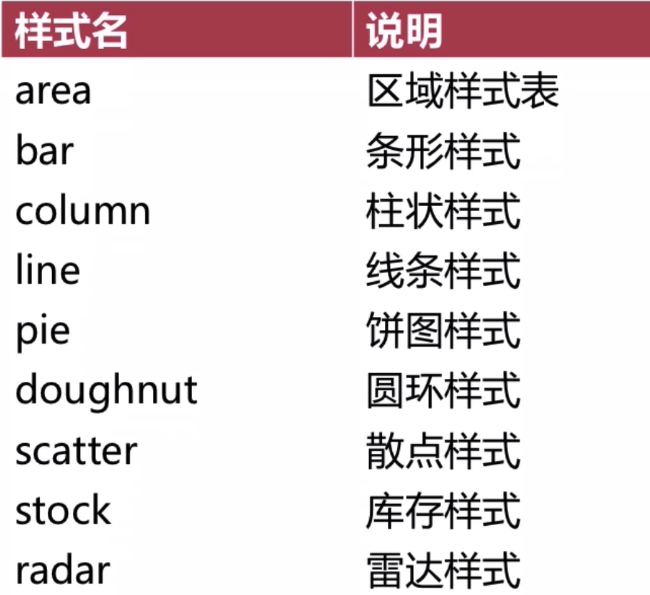 样式名 说明
area 区域样式表
bar 条形样式
column 柱状样式
line 线条样式
pie 饼图样式
doughnut 圆环样式
scatter 散点样式
stock 库存样式
radar 雷达样式